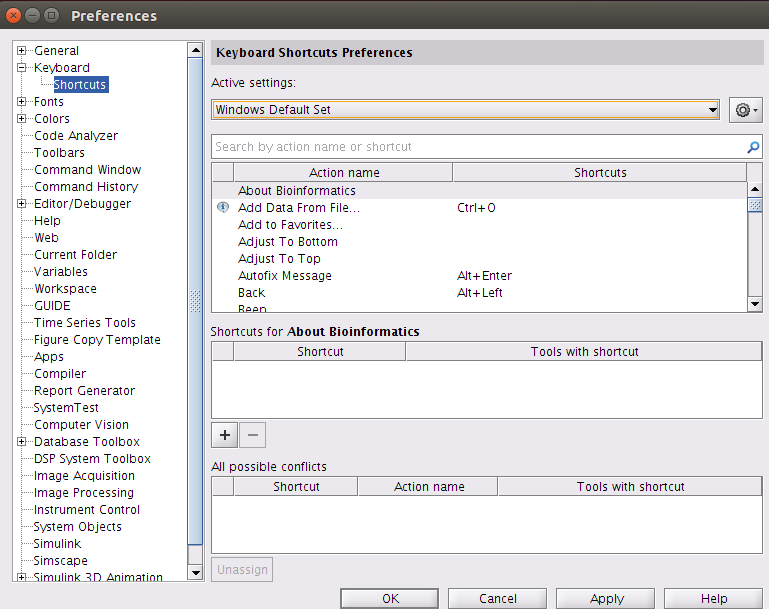 Preferences
General
Keyboard
Shortcuts
Fonts
Colors
Code Analyzer
Toolbars
Command Window
Command History
Editor/Debugger
Help
Web
Current Folder
Variables
Workspace
GUIDE
Time Series Tools
Figure Copy Template
Apps
Compiler
Report Generator
SystemTest
Computer Vision
Database Toolbox
DSP System Toolbox
Image Acquisition
Image Processing
Instrument Control
System Objects
Simulink
Simscape
Simulink 3D Animation
Keyboard Shortcuts Preferences
Active settings:
Windows Default Set
Search by action name or shortcut
Action name Shortcuts
About Bioinformatics
Add Data From File... Ctrl+O
Add to Favorites...
Adjust To Bottom
Adjust To Top
Autofix Message Alt+Enter
Back Alt+Left
Beep
Shortcuts for About Bioinformatics
Shortcut Tools with shortcut
+ −
All possible conflicts
Shortcut Action name Tools with shortcut
Unassign
OK Cancel Apply Help